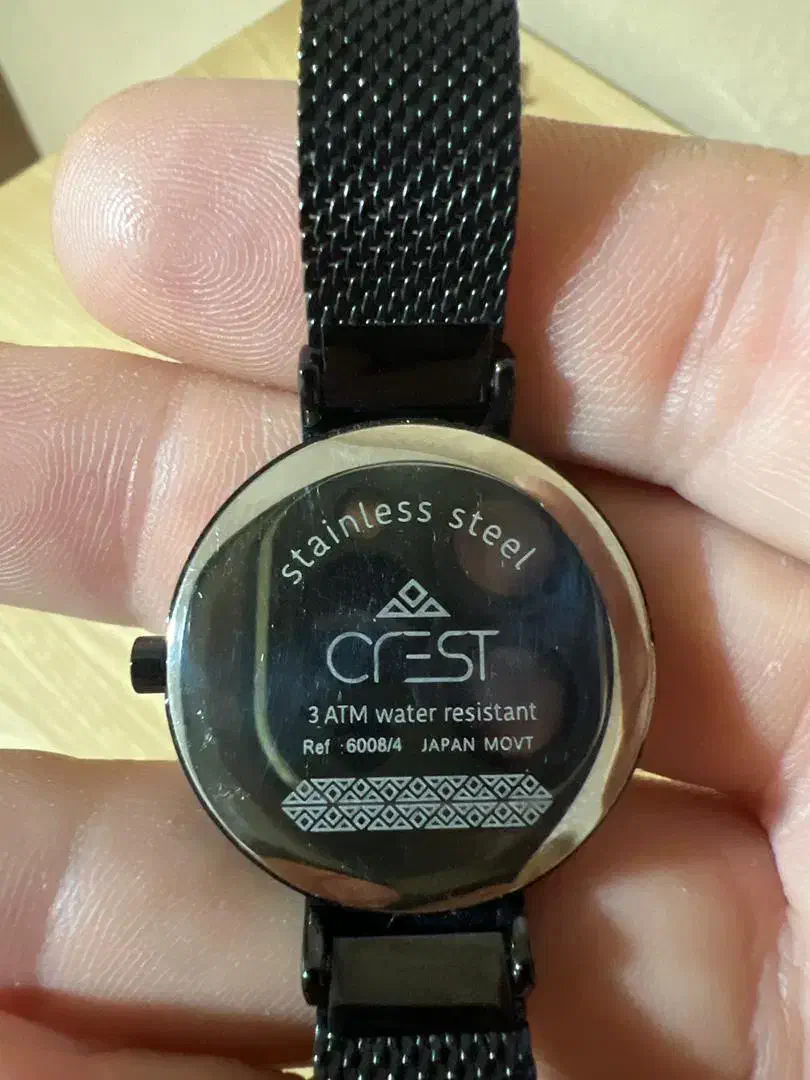 stainless steel
CREST
3 ATM water resistant
Ref :6008/4 JAPAN MOVT